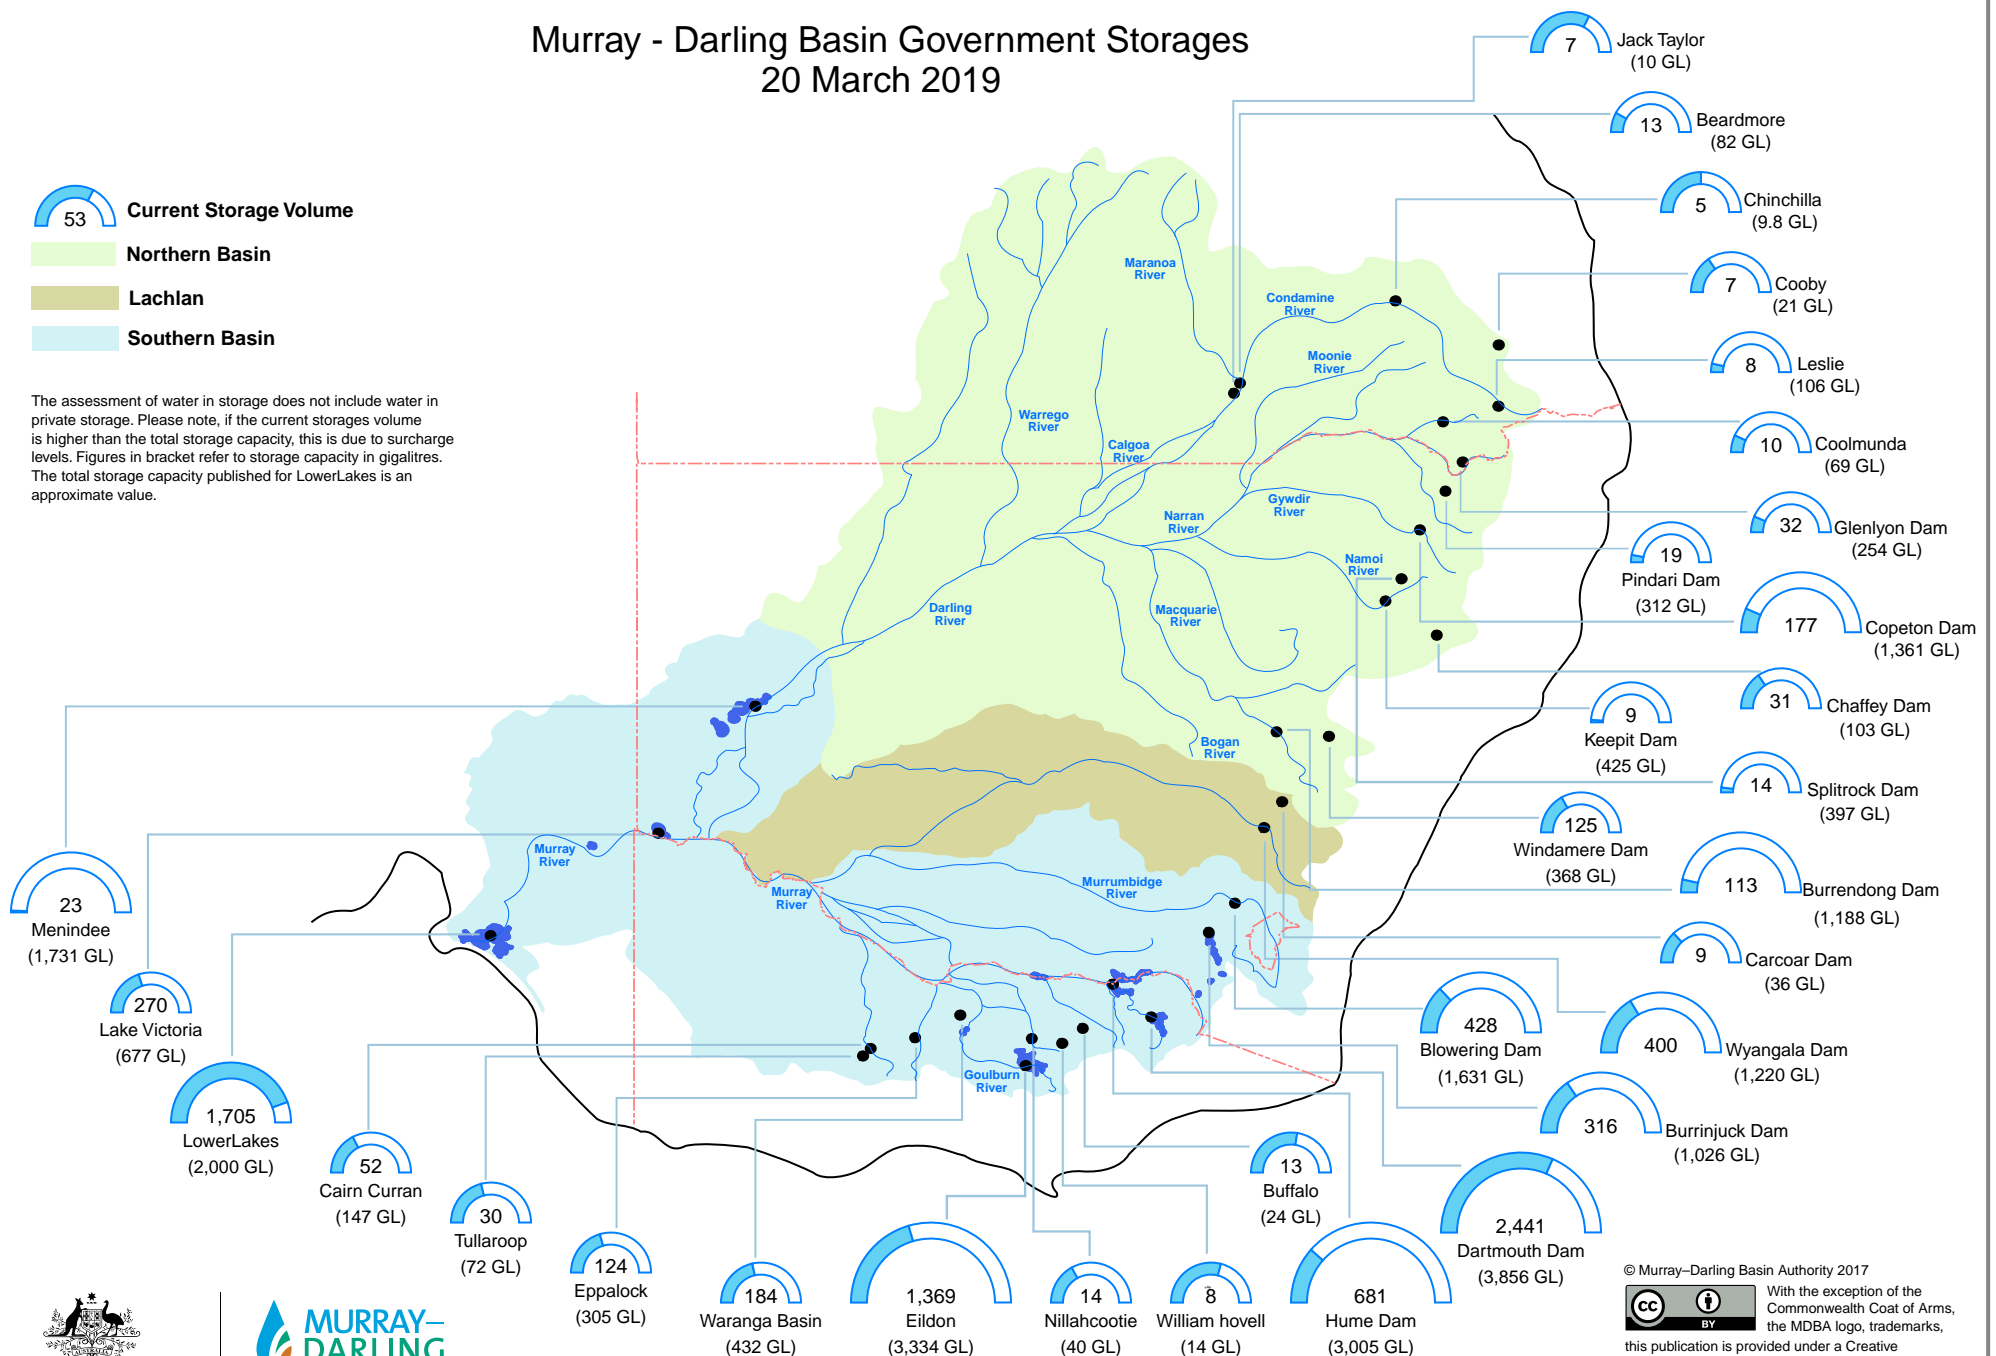 Murray - Darling Basin Government Storages
20 March 2019
53
Current Storage Volume
Northern Basin
Lachlan
Southern Basin
The assessment of water in storage does not include water in
private storage. Please note, if the current storages volume
is higher than the total storage capacity, this is due to surcharge
levels. Figures in bracket refer to storage capacity in gigalitres.
The total storage capacity published for LowerLakes is an
approximate value.
7
Jack Taylor
(10 GL)
13
Beardmore
(82 GL)
5
Chinchilla
(9.8 GL)
7
Cooby
(21 GL)
8
Leslie
(106 GL)
10
Coolmunda
(69 GL)
32
Glenlyon Dam
(254 GL)
19
Pindari Dam
(312 GL)
177
Copeton Dam
(1,361 GL)
31
Chaffey Dam
(103 GL)
9
Keepit Dam
(425 GL)
14
Splitrock Dam
(397 GL)
125
Windamere Dam
(368 GL)
113
Burrendong Dam
(1,188 GL)
9
Carcoar Dam
(36 GL)
428
Blowering Dam
(1,631 GL)
400
Wyangala Dam
(1,220 GL)
316
Burrinjuck Dam
(1,026 GL)
2,441
Dartmouth Dam
(3,856 GL)
13
Buffalo
(24 GL)
681
Hume Dam
(3,005 GL)
8
William hovell
(14 GL)
14
Nillahcootie
(40 GL)
1,369
Eildon
(3,334 GL)
184
Waranga Basin
(432 GL)
124
Eppalock
(305 GL)
30
Tullaroop
(72 GL)
52
Cairn Curran
(147 GL)
1,705
LowerLakes
(2,000 GL)
270
Lake Victoria
(677 GL)
23
Menindee
(1,731 GL)
Maranoa
River
Condamine
River
Moonie
River
Warrego
River
Calgoa
River
Gywdir
River
Narran
River
Namoi
River
Darling
River
Macquarie
River
Bogan
River
Murray
River
Murray
River
Murrumbidge
River
Goulburn
River
AUSTRALIA
MURRAY–
DARLING
© Murray–Darling Basin Authority 2017
cc
BY
With the exception of the
Commonwealth Coat of Arms,
the MDBA logo, trademarks,
this publication is provided under a Creative